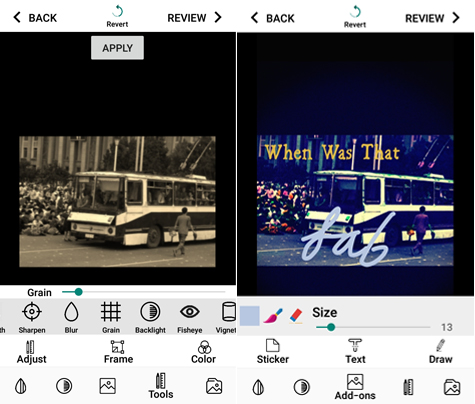 BACK
Revert
REVIEW
APPLY
Grain
th
Sharpen
Blur
Grain
Backlight
Fisheye
Vignet
Adjust
Frame
Color
Tools
BACK
Revert
REVIEW
When Was That
fab
Size
13
Sticker
Text
Draw
Add-ons